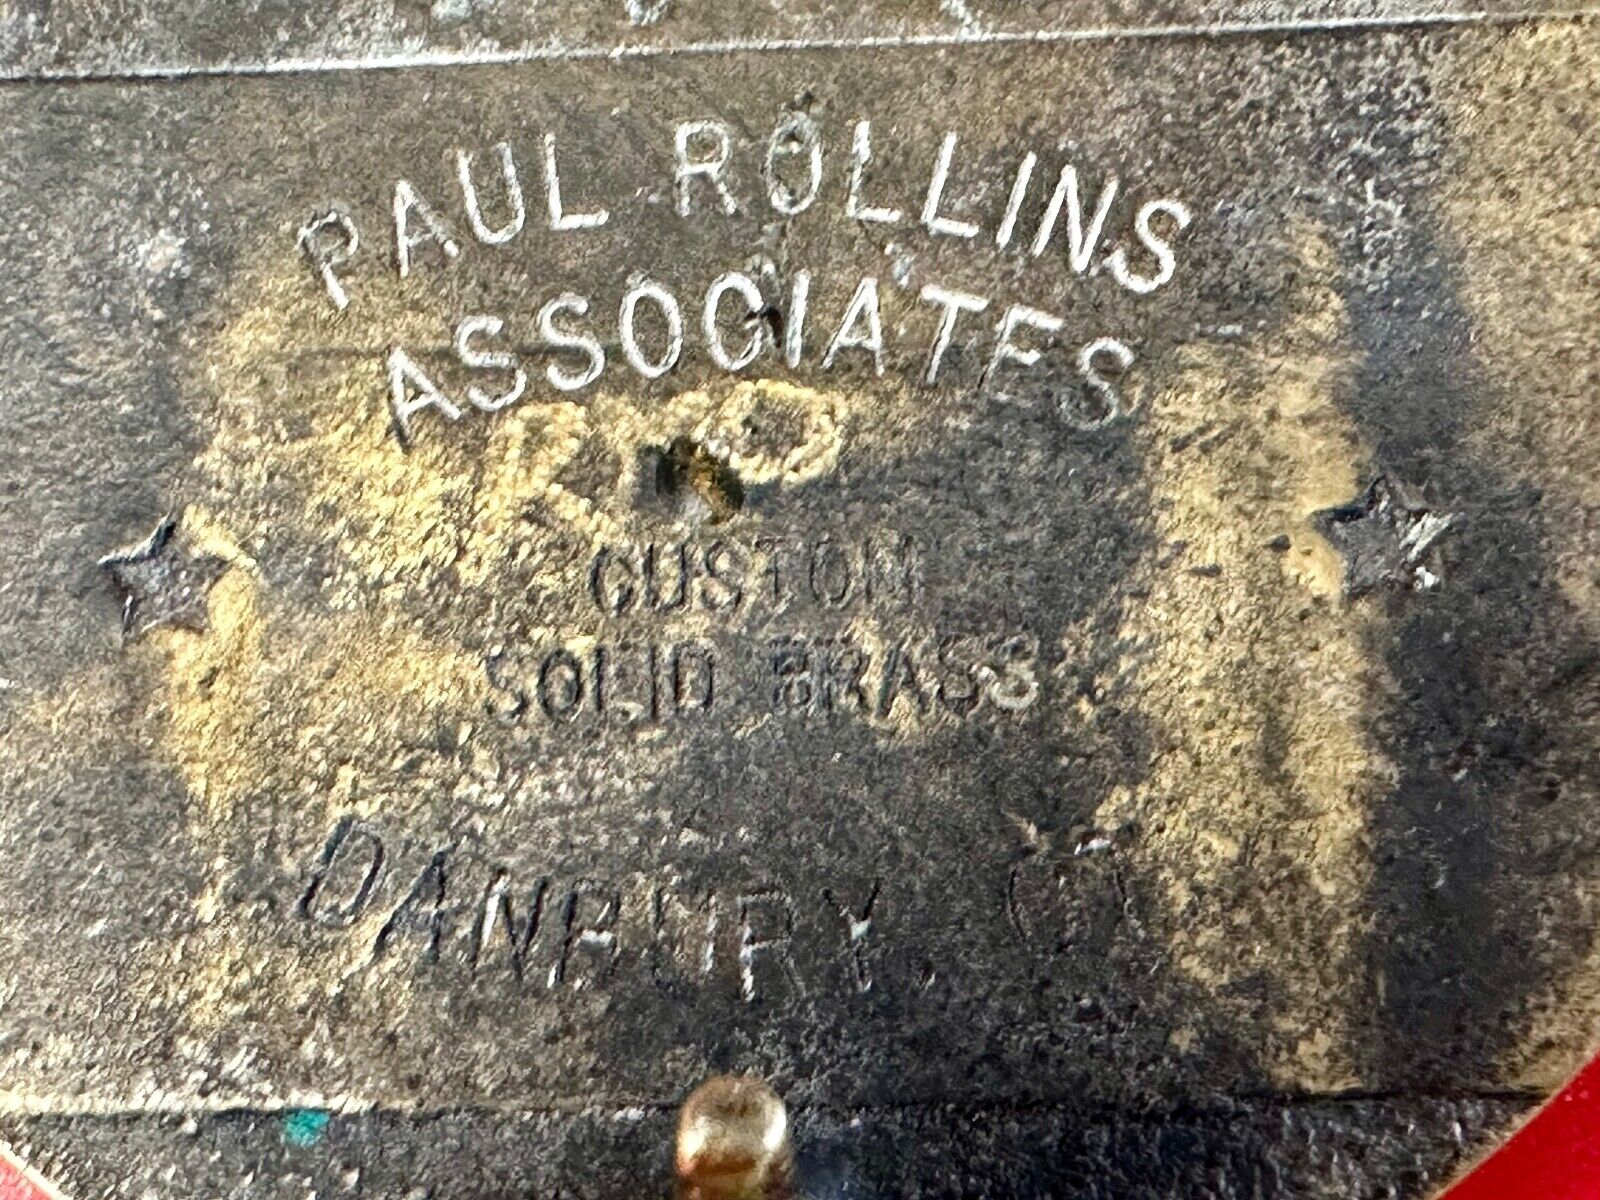 PAUL ROLLINS
ASSOCIATES
CUSTOM
SOLID BRASS
DANBURY,